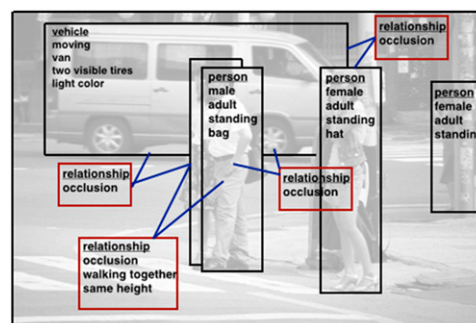 vehicle
moving
van
two visible tires
light color
relationship
occlusion
person
male
adult
standing
bag
person
female
adult
standing
hat
person
female
adult
standing
relationship
occlusion
relationship
occlusion
relationship
occlusion
walking together
same height